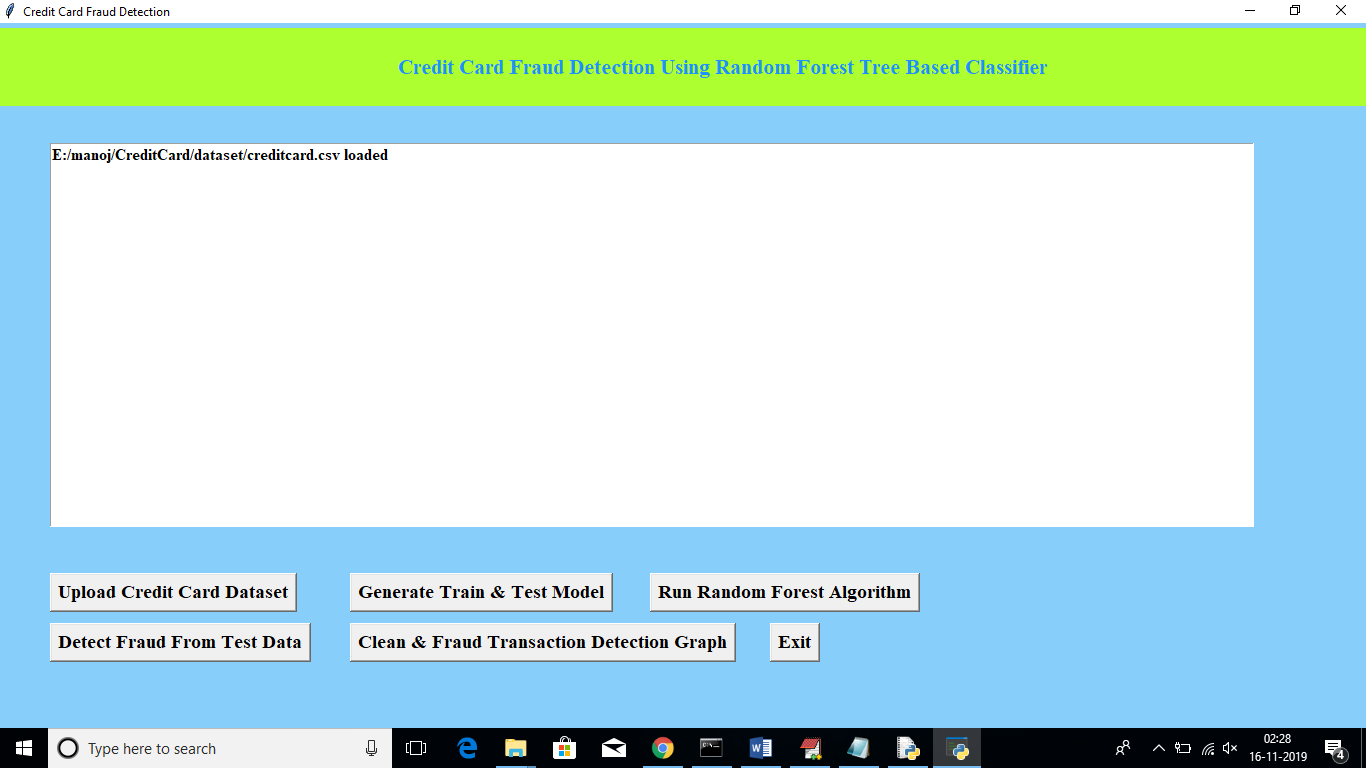 Credit Card Fraud Detection
Credit Card Fraud Detection Using Random Forest Tree Based Classifier
E:/manoj/CreditCard/dataset/creditcard.csv loaded
Upload Credit Card Dataset
Generate Train & Test Model
Run Random Forest Algorithm
Detect Fraud From Test Data
Clean & Fraud Transaction Detection Graph
Exit
Type here to search
02:28
16-11-2019
4